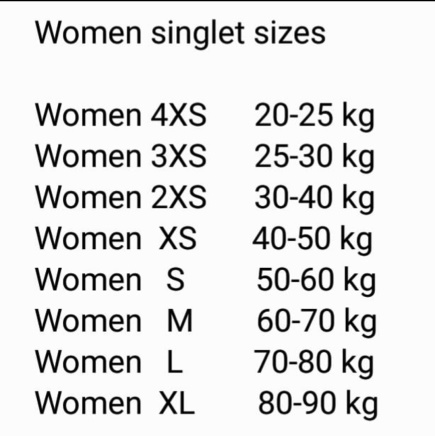 Women singlet sizes
Women 4XS 20-25 kg
Women 3XS 25-30 kg
Women 2XS 30-40 kg
Women XS 40-50 kg
Women S 50-60 kg
Women M 60-70 kg
Women L 70-80 kg
Women XL 80-90 kg